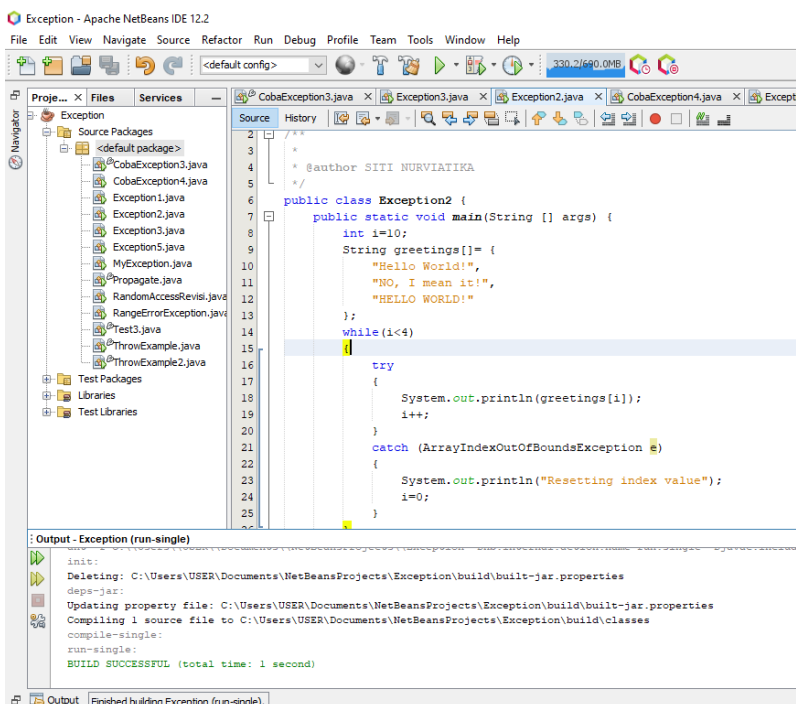 Exception - Apache NetBeans IDE 12.2
File Edit View Navigate Source Refactor Run Debug Profile Team Tools Window Help
<default config> 330.2/690.0MB
Proje... Files Services
CobaException3.java Exception3.java Exception2.java CobaException4.java Except
Navigator
Exception
Source Packages
<default package>
CobaException3.java
CobaException4.java
Exception1.java
Exception2.java
Exception3.java
Exception5.java
MyException.java
Propagate.java
RandomAccessRevisi.java
RangeErrorException.java
Test3.java
ThrowExample.java
ThrowExample2.java
Test Packages
Libraries
Test Libraries
Source History
2 /**
3 *
4 * @author SITI NURVIATIKA
5 */
6 public class Exception2 {
7 public static void main(String [] args) {
8 int i=10;
9 String greetings[]= {
10 "Hello World!",
11 "NO, I mean it!",
12 "HELLO WORLD!"
13 };
14 while(i<4)
15 {
16 try
17 {
18 System.out.println(greetings[i]);
19 i++;
20 }
21 catch (ArrayIndexOutOfBoundsException e)
22 {
23 System.out.println("Resetting index value");
24 i=0;
25 }
Output - Exception (run-single)
init:
Deleting: C:\Users\USER\Documents\NetBeansProjects\Exception\build\built-jar.properties
deps-jar:
Updating property file: C:\Users\USER\Documents\NetBeansProjects\Exception\build\built-jar.properties
Compiling 1 source file to C:\Users\USER\Documents\NetBeansProjects\Exception\build\classes
compile-single:
run-single:
BUILD SUCCESSFUL (total time: 1 second)
Output Finished building Exception (run-single).